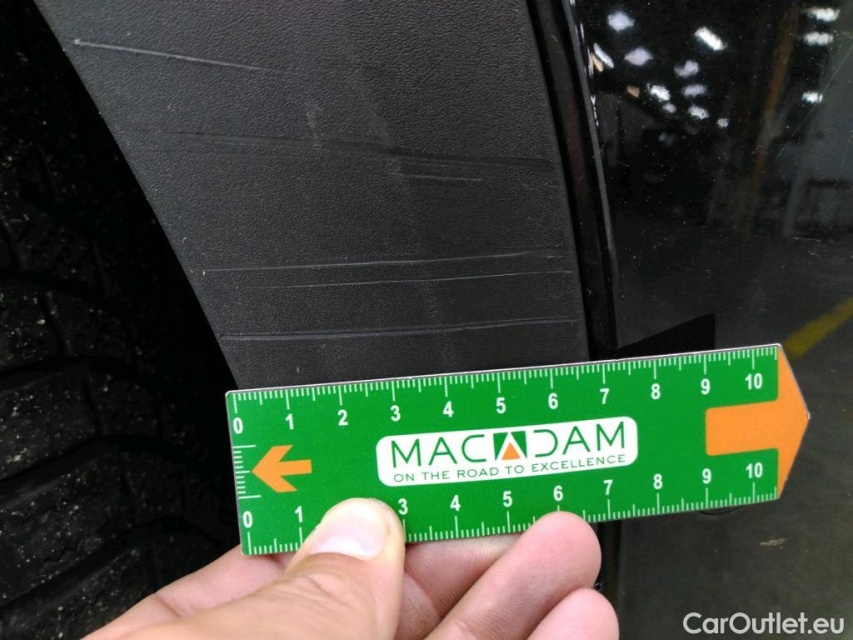 0 1 2 3 4 5 6 7 8 9 10
MACADAM
ON THE ROAD TO EXCELLENCE
0 1 3 4 5 6 7 8 9 10
CarOutlet.eu